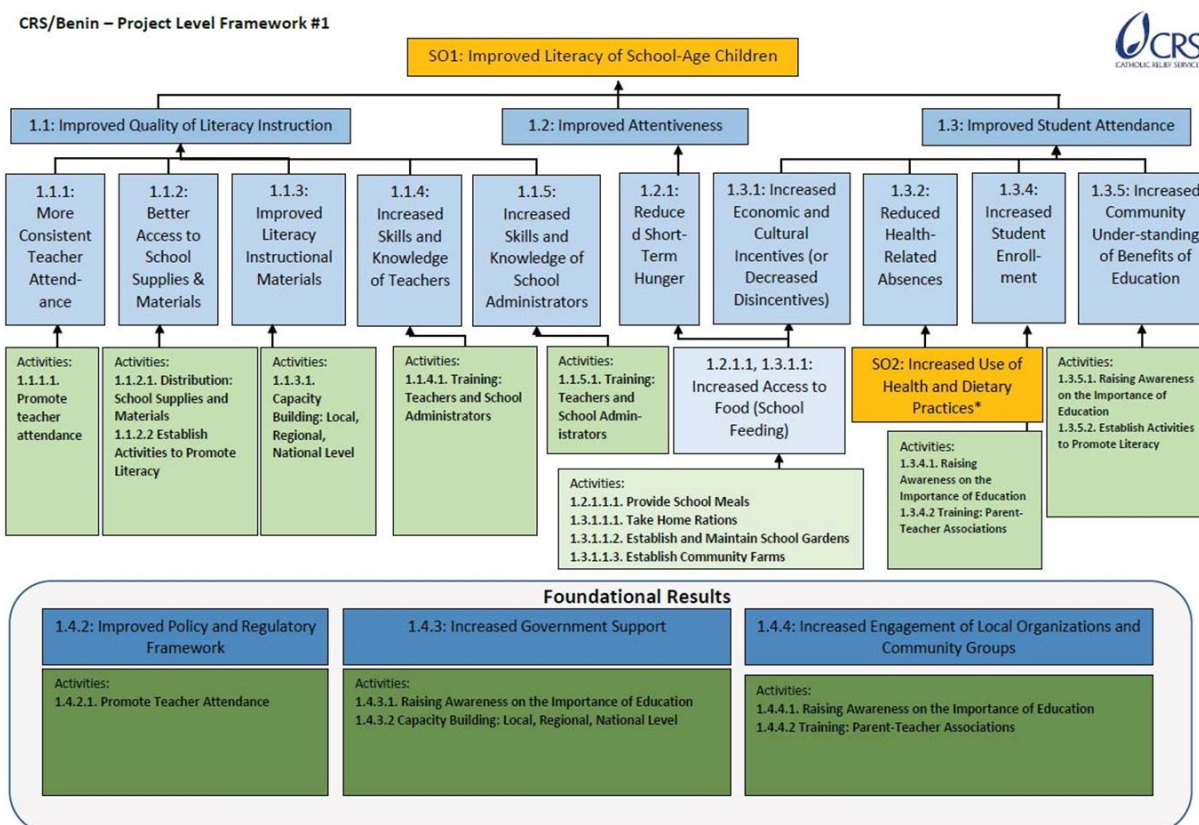 CRS/Benin – Project Level Framework #1
CRS
CATHOLIC RELIEF SERVICES
SO1: Improved Literacy of School-Age Children
1.1: Improved Quality of Literacy Instruction
1.2: Improved Attentiveness
1.3: Improved Student Attendance
1.1.1:
More
Consistent
Teacher
Attend-
ance
1.1.2:
Better
Access to
School
Supplies &
Materials
1.1.3:
Improved
Literacy
Instructional
Materials
1.1.4:
Increased
Skills and
Knowledge
of Teachers
1.1.5:
Increased
Skills and
Knowledge of
School
Administrators
1.2.1:
Reduce
d Short-
Term
Hunger
1.3.1: Increased
Economic and
Cultural
Incentives (or
Decreased
Disincentives)
1.3.2:
Reduced
Health-
Related
Absences
1.3.4:
Increased
Student
Enroll-
ment
1.3.5: Increased
Community
Under-standing
of Benefits of
Education
Activities:
1.1.1.1.
Promote
teacher
attendance
Activities:
1.1.2.1. Distribution:
School Supplies and
Materials
1.1.2.2 Establish
Activities to Promote
Literacy
Activities:
1.1.3.1.
Capacity
Building: Local,
Regional,
National Level
Activities:
1.1.4.1. Training:
Teachers and School
Administrators
Activities:
1.1.5.1. Training:
Teachers and
School Admin-
istrators
1.2.1.1, 1.3.1.1:
Increased Access to
Food (School
Feeding)
SO2: Increased Use of
Health and Dietary
Practices*
Activities:
1.3.5.1. Raising Awareness
on the Importance of
Education
1.3.5.2. Establish Activities
to Promote Literacy
Activities:
1.3.4.1. Raising
Awareness on the
Importance of Education
1.3.4.2 Training: Parent-
Teacher Associations
Activities:
1.2.1.1.1. Provide School Meals
1.3.1.1.1. Take Home Rations
1.3.1.1.2. Establish and Maintain School Gardens
1.3.1.1.3. Establish Community Farms
Foundational Results
1.4.2: Improved Policy and Regulatory
Framework
1.4.3: Increased Government Support
1.4.4: Increased Engagement of Local Organizations and
Community Groups
Activities:
1.4.2.1. Promote Teacher Attendance
Activities:
1.4.3.1. Raising Awareness on the Importance of Education
1.4.3.2 Capacity Building: Local, Regional, National Level
Activities:
1.4.4.1. Raising Awareness on the Importance of Education
1.4.4.2 Training: Parent-Teacher Associations